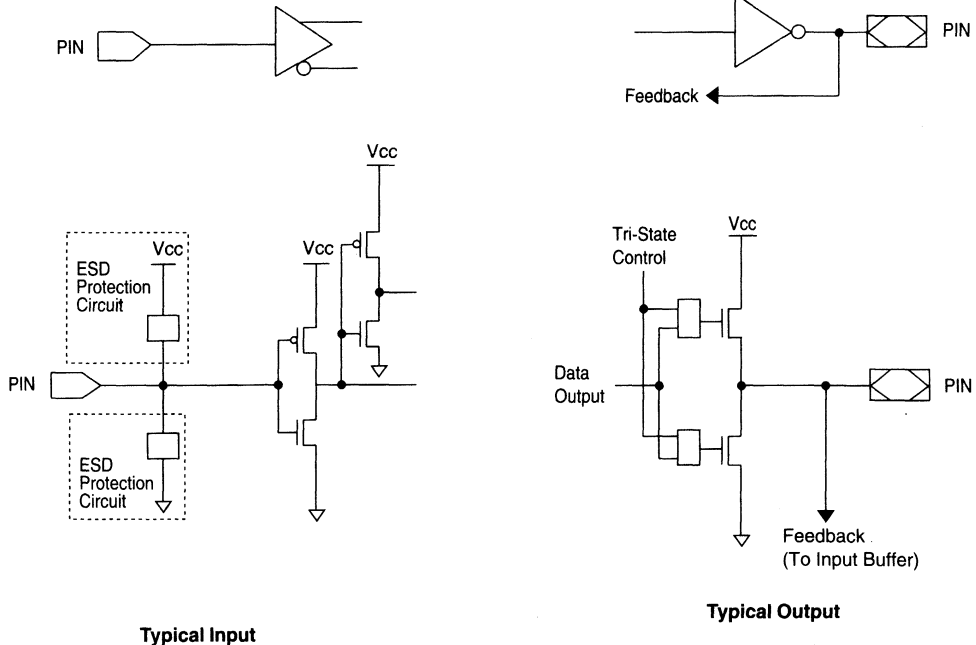 PIN
PIN
Feedback
Vcc
Vcc
ESD
Protection
Circuit
Vcc
PIN
ESD
Protection
Circuit
Typical Input
Tri-State
Control
Vcc
Data
Output
PIN
Feedback
(To Input Buffer)
Typical Output